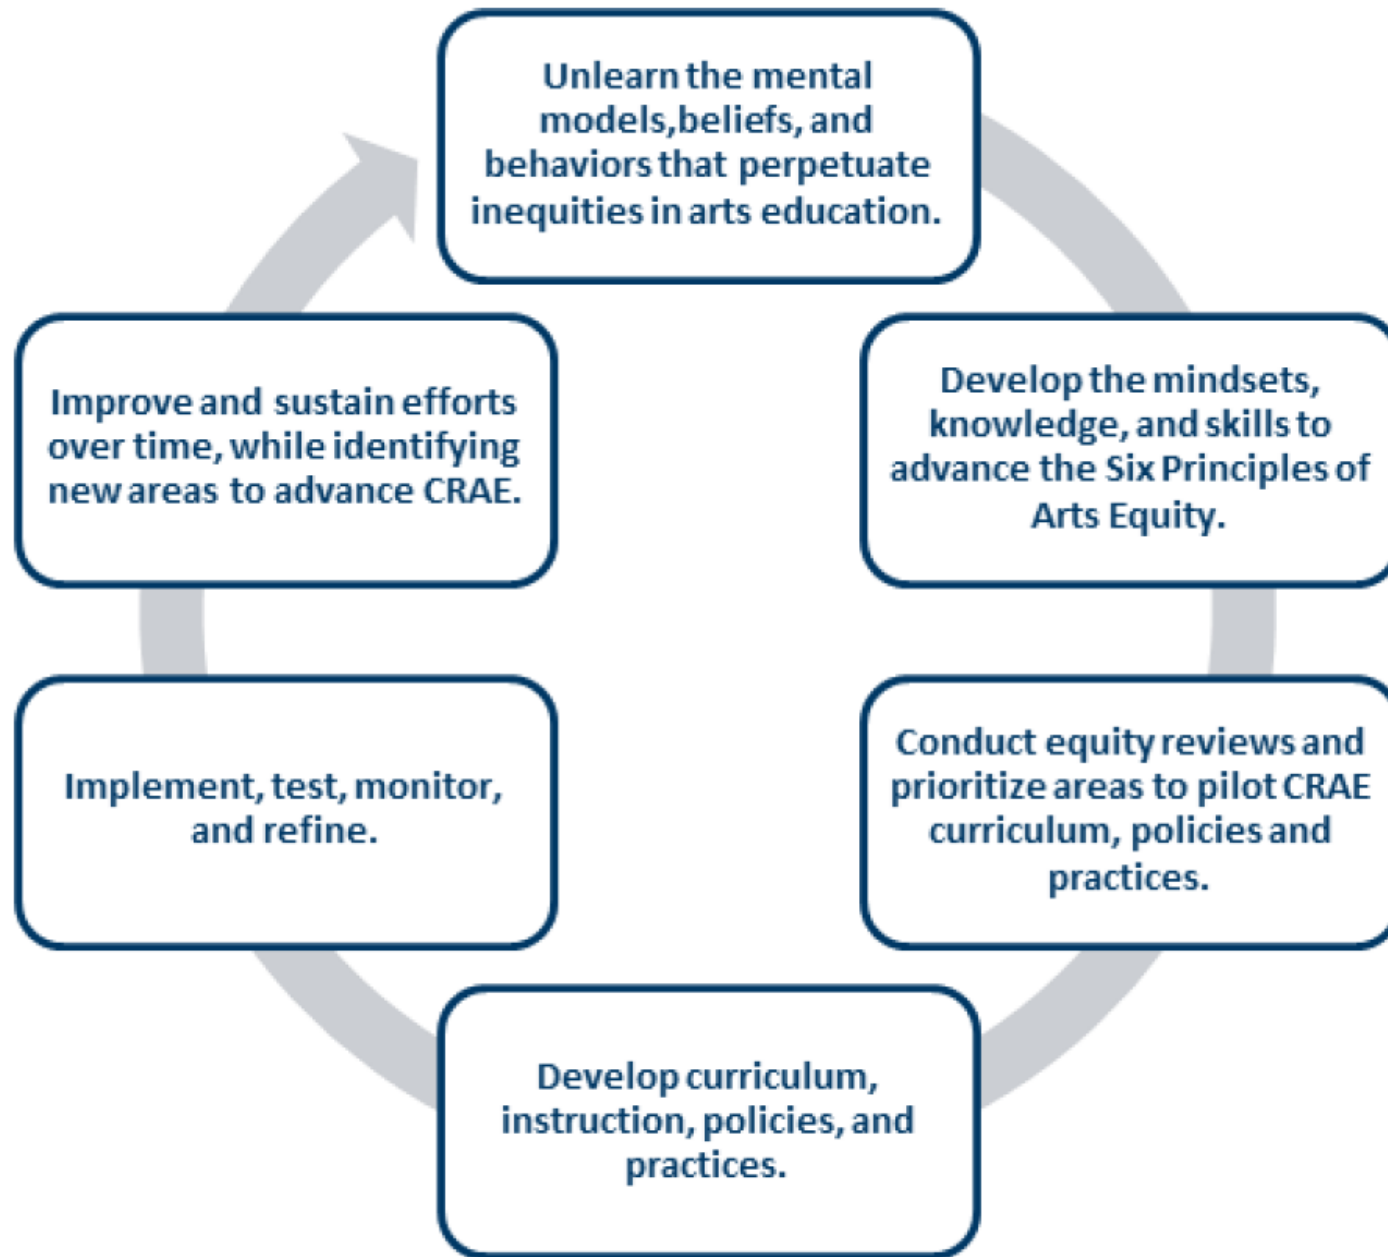 Unlearn the mental
models,beliefs, and
behaviors that perpetuate
inequities in arts education.
Develop the mindsets,
knowledge, and skills to
advance the Six Principles of
Arts Equity.
Conduct equity reviews and
prioritize areas to pilot CRAE
curriculum, policies and
practices.
Develop curriculum,
instruction, policies, and
practices.
Implement, test, monitor,
and refine.
Improve and sustain efforts
over time, while identifying
new areas to advance CRAE.